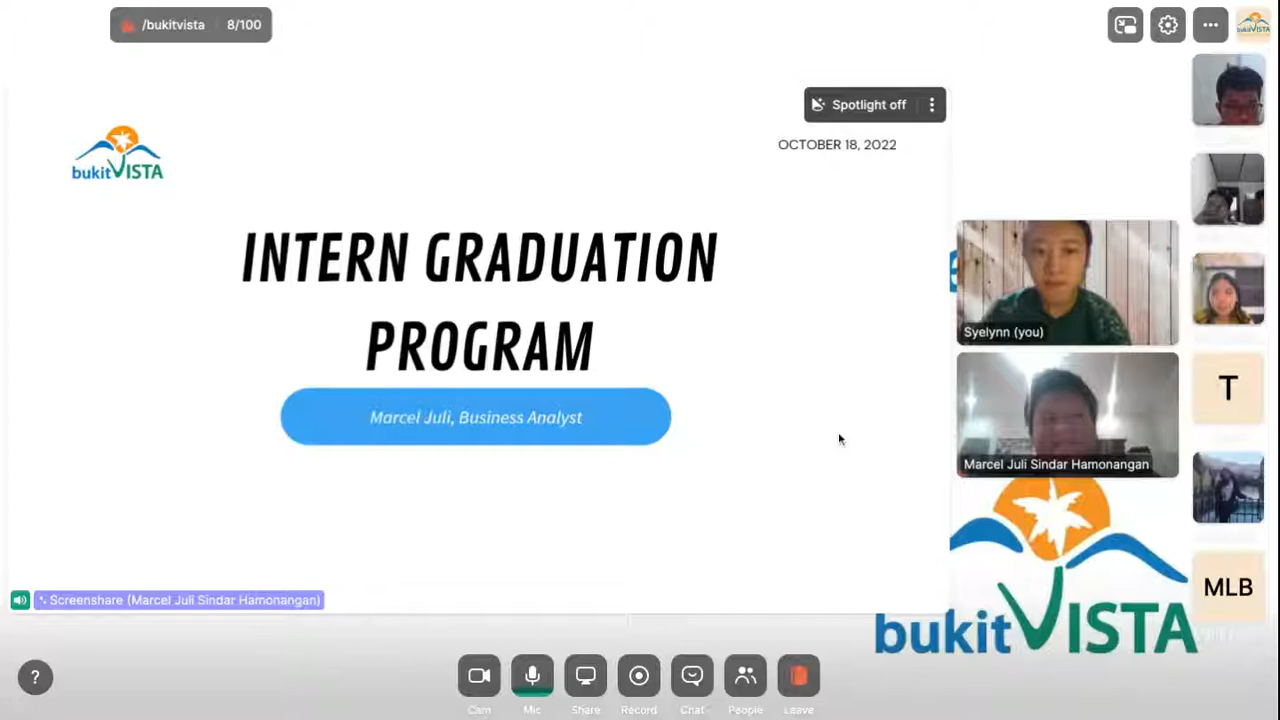 /bukitvista 8/100
bukitVISTA
Spotlight off
OCTOBER 18, 2022
bukitVISTA
INTERN GRADUATION
PROGRAM
Marcel Juli, Business Analyst
Syelynn (you)
Marcel Juli Sindar Hamonangan
T
MLB
Screenshare (Marcel Juli Sindar Hamonangan)
bukitVISTA
?
Cam Mic Share Record Chat People Leave